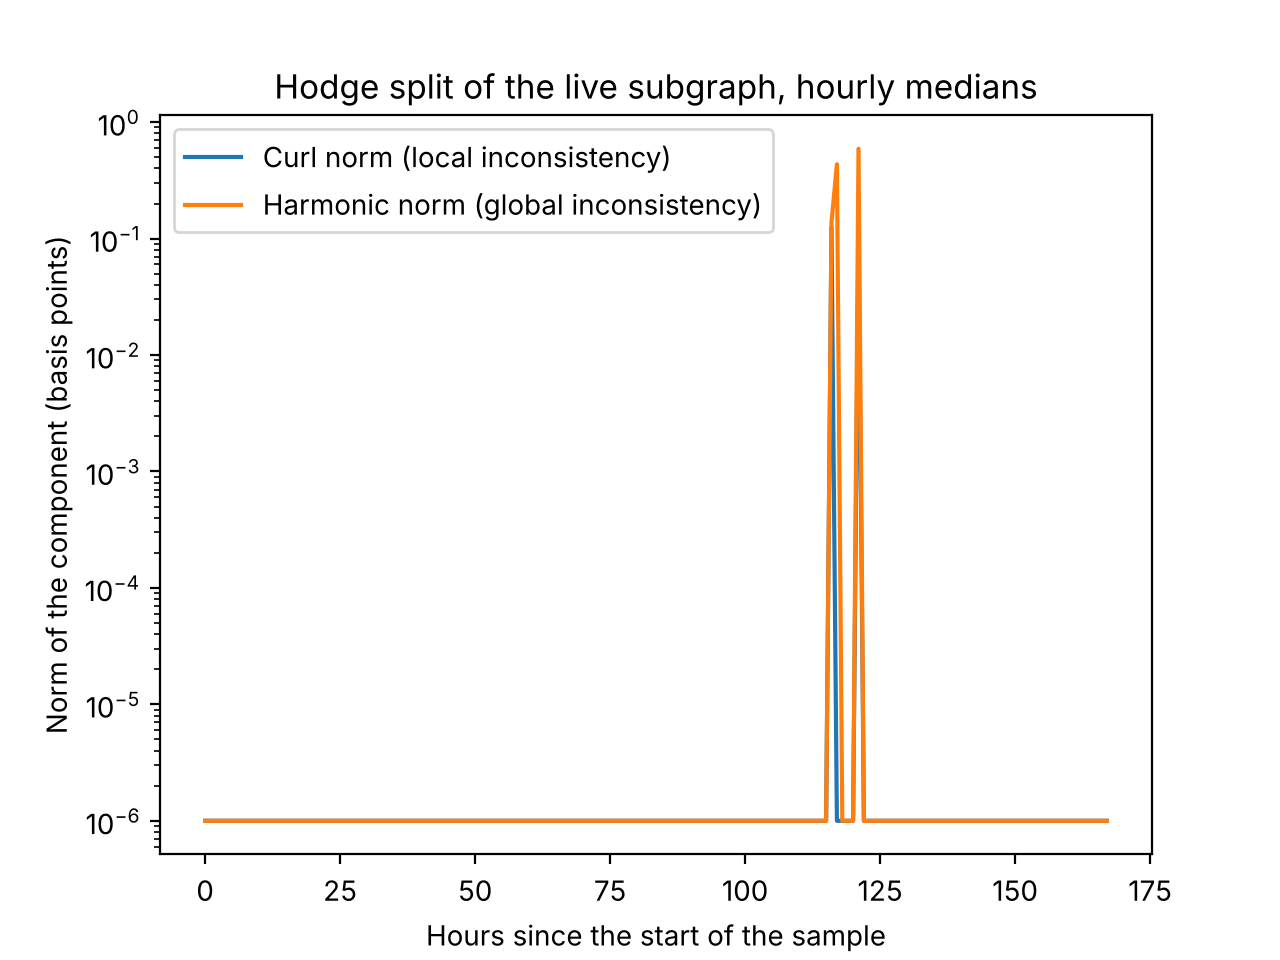 Hodge split of the live subgraph, hourly medians
Curl norm (local inconsistency)
Harmonic norm (global inconsistency)
Norm of the component (basis points)
10⁰
10⁻¹
10⁻²
10⁻³
10⁻⁴
10⁻⁵
10⁻⁶
0 25 50 75 100 125 150 175
Hours since the start of the sample